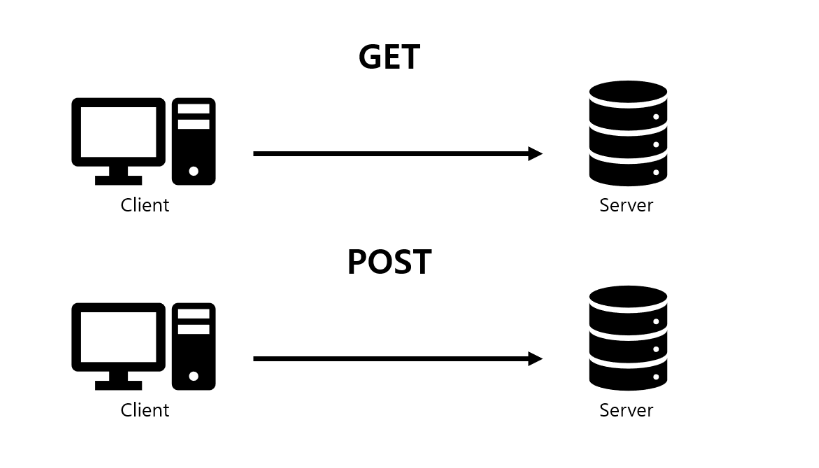 GET
Client
Server
POST
Client
Server